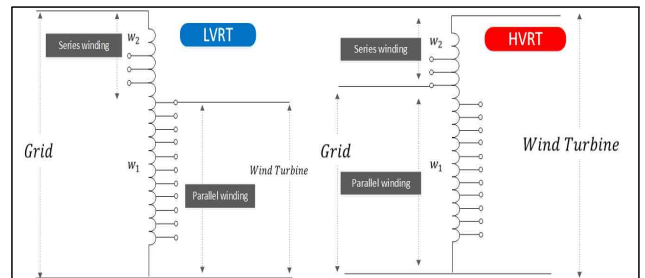 LVRT
w2
Series winding
Grid
w1
Wind Turbine
Parallel winding
HVRT
w2
Series winding
Grid
w1
Wind Turbine
Parallel winding